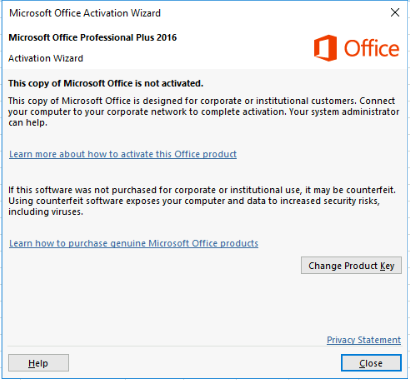 Microsoft Office Activation Wizard
Microsoft Office Professional Plus 2016
Activation Wizard
Office
This copy of Microsoft Office is not activated.
This copy of Microsoft Office is designed for corporate or institutional customers. Connect
your computer to your corporate network to complete activation. Your system administrator
can help.
Learn more about how to activate this Office product
If this software was not purchased for corporate or institutional use, it may be counterfeit.
Using counterfeit software exposes your computer and data to increased security risks,
including viruses.
Learn how to purchase genuine Microsoft Office products
Change Product Key
Privacy Statement
Help
Close